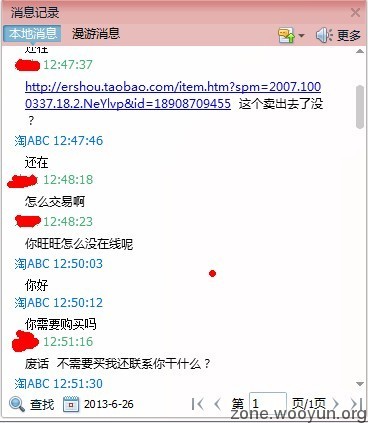 消息记录
本地消息 漫游消息 更多
12:47:37
http://ershou.taobao.com/item.htm?spm=2007.100
0337.18.2.NeYlvp&id=18908709455 这个卖出去了没
？
淘ABC 12:47:46
还在
12:48:18
怎么交易啊
12:48:23
你旺旺怎么没在线呢
淘ABC 12:50:03
你好
淘ABC 12:50:12
你需要购买吗
12:51:16
废话 不需要买我还联系你干什么？
淘ABC 12:51:30
查找 2013-6-26 第 1 页/1页
zone.wooyun.org